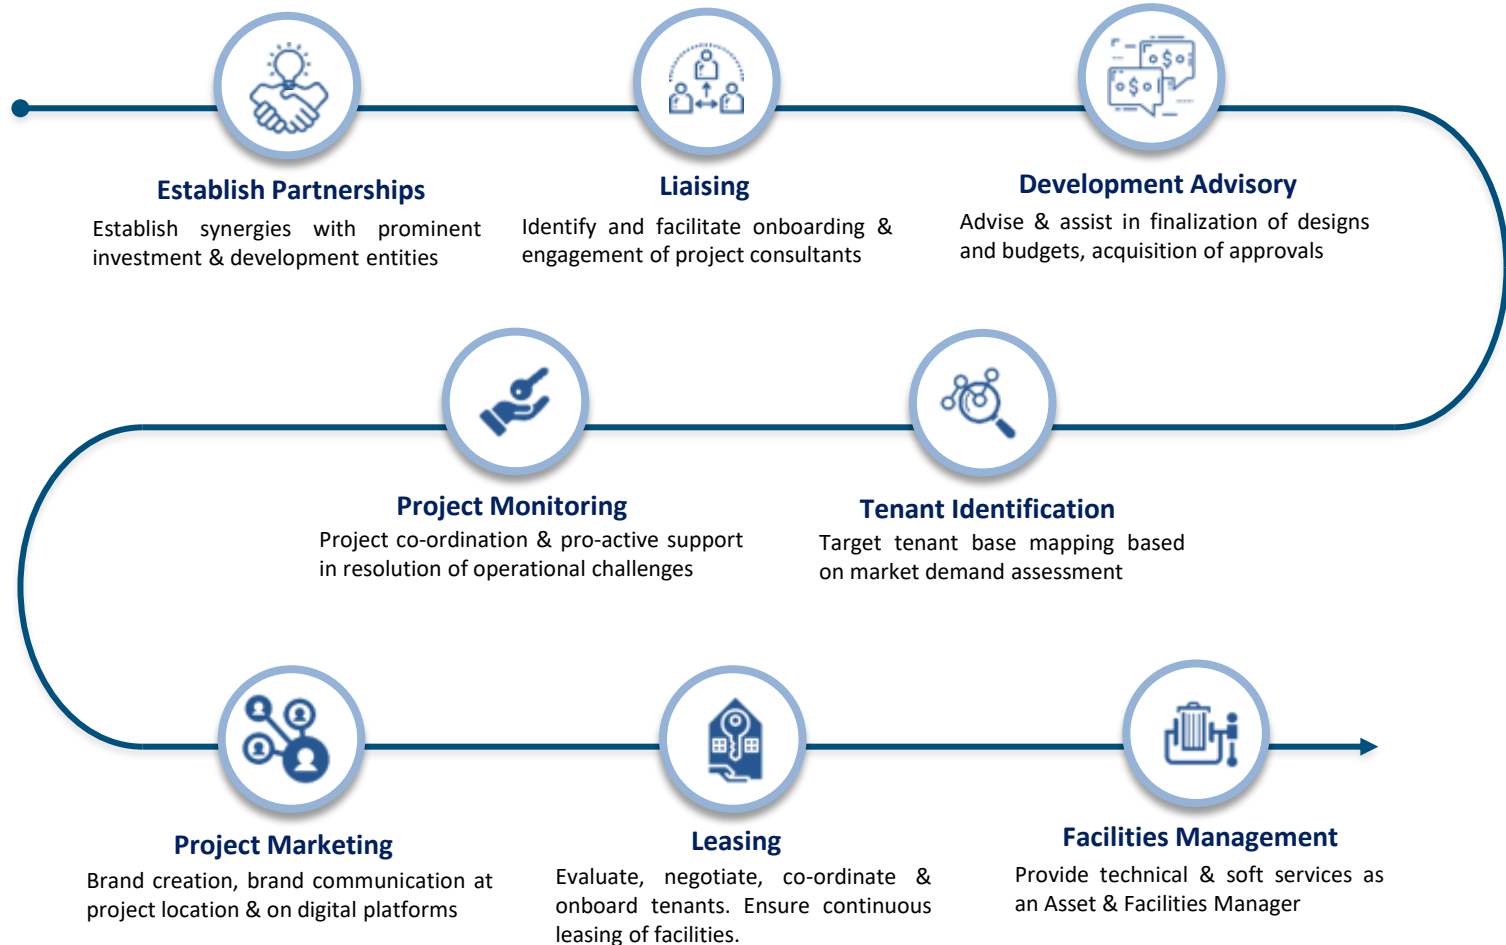 Establish Partnerships
Establish synergies with prominent
investment & development entities
Liaising
Identify and facilitate onboarding &
engagement of project consultants
Development Advisory
Advise & assist in finalization of designs
and budgets, acquisition of approvals
Project Monitoring
Project co-ordination & pro-active support
in resolution of operational challenges
Tenant Identification
Target tenant base mapping based
on market demand assessment
Project Marketing
Brand creation, brand communication at
project location & on digital platforms
Leasing
Evaluate, negotiate, co-ordinate &
onboard tenants. Ensure continuous
leasing of facilities.
Facilities Management
Provide technical & soft services as
an Asset & Facilities Manager